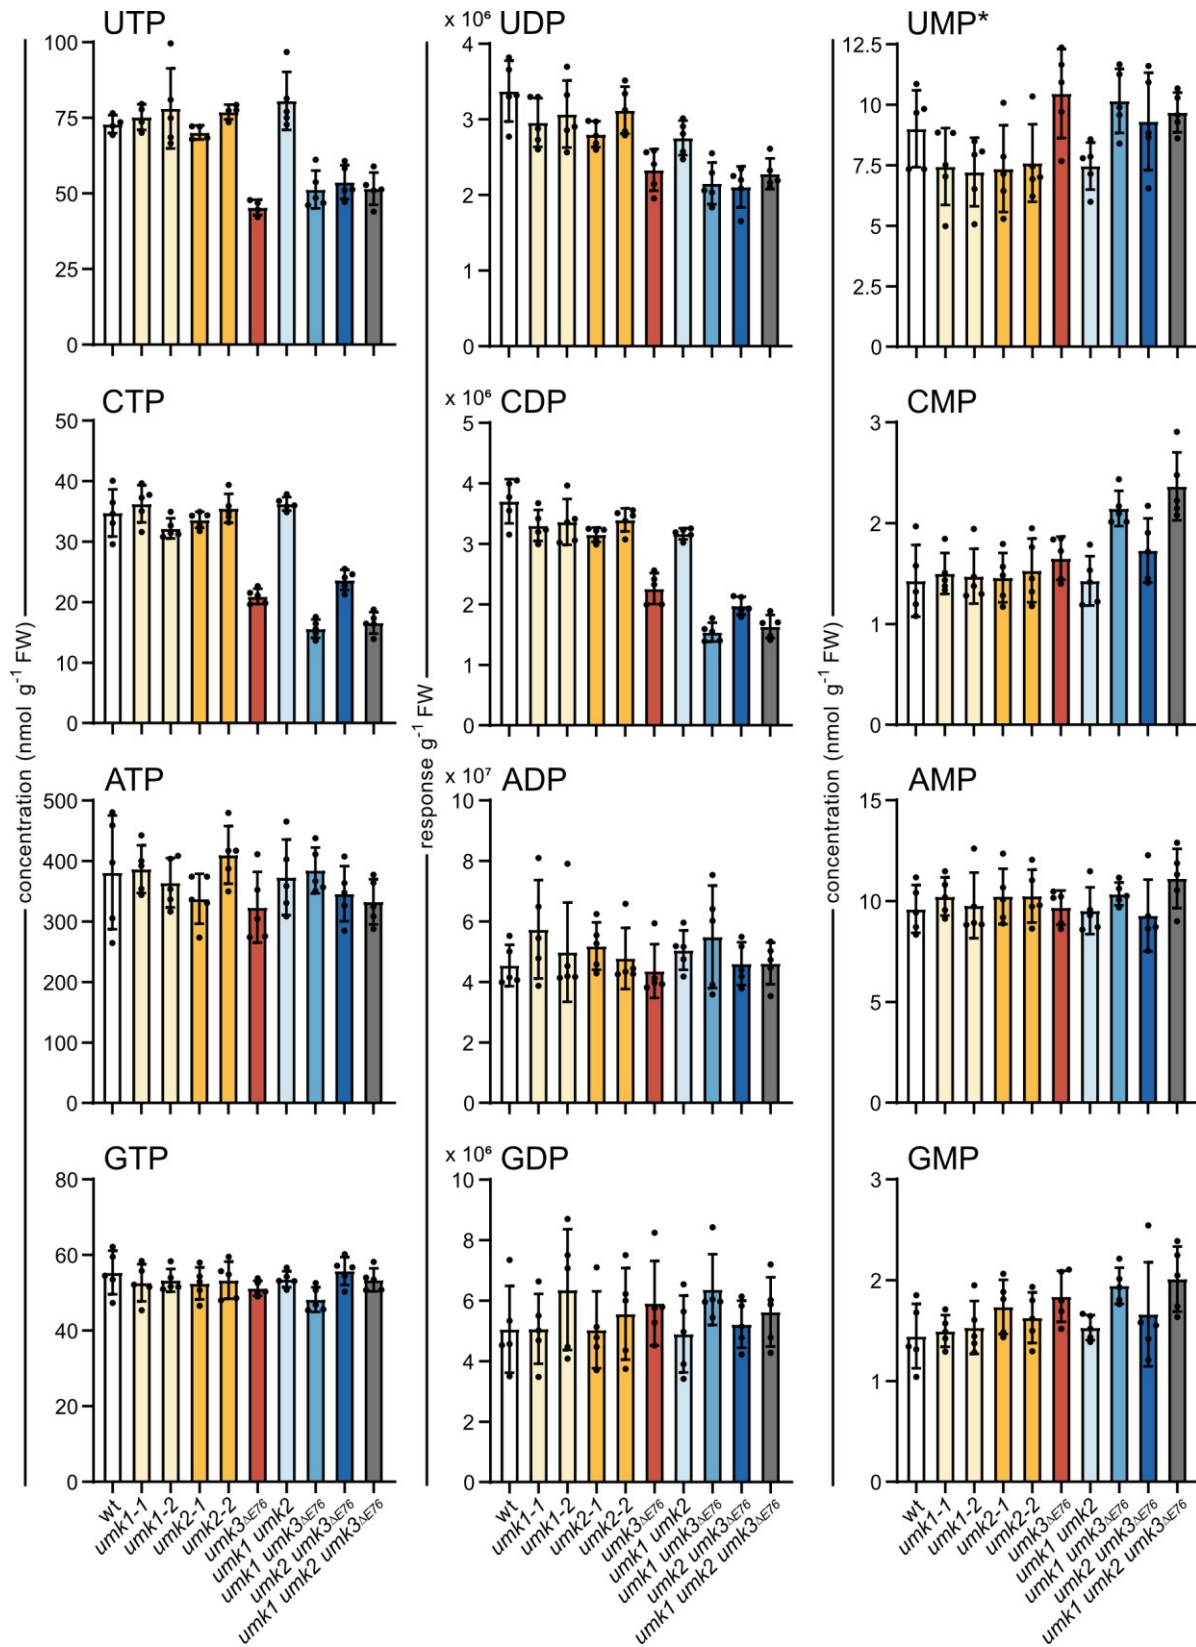 UTP
× 10⁶ UDP
UMP*
100
75
50
25
0
4
3
2
1
0
12.5
10
7.5
5
2.5
0
CTP
× 10⁶ CDP
CMP
50
40
30
20
10
0
5
4
3
2
1
0
3
2
1
0
concentration (nmol g⁻¹ FW)
response g⁻¹ FW
concentration (nmol g⁻¹ FW)
ATP
× 10⁷ ADP
AMP
500
400
300
200
100
0
10
8
6
4
2
0
15
10
5
0
GTP
× 10⁶ GDP
GMP
80
60
40
20
0
10
8
6
4
2
0
3
2
1
0
wt
umk1-1
umk1-2
umk2-1
umk2-2
umk3ΔE76
umk1 umk2
umk1 umk3ΔE76
umk2 umk3ΔE76
umk1 umk2 umk3ΔE76
wt
umk1-1
umk1-2
umk2-1
umk2-2
umk3ΔE76
umk1 umk2
umk1 umk3ΔE76
umk2 umk3ΔE76
umk1 umk2 umk3ΔE76
wt
umk1-1
umk1-2
umk2-1
umk2-2
umk3ΔE76
umk1 umk2
umk1 umk3ΔE76
umk2 umk3ΔE76
umk1 umk2 umk3ΔE76